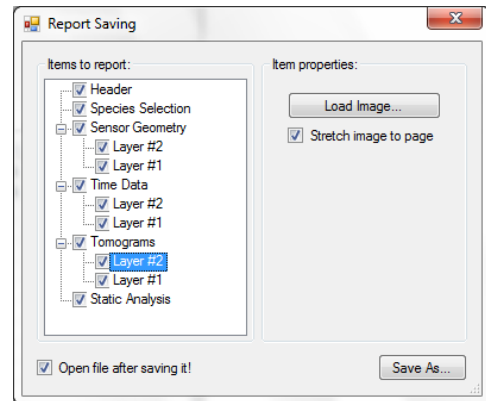 Report Saving
Items to report:
Header
Species Selection
Sensor Geometry
Layer #2
Layer #1
Time Data
Layer #2
Layer #1
Tomograms
Layer #2
Layer #1
Static Analysis
Item properties:
Load Image...
Stretch image to page
Open file after saving it!
Save As...